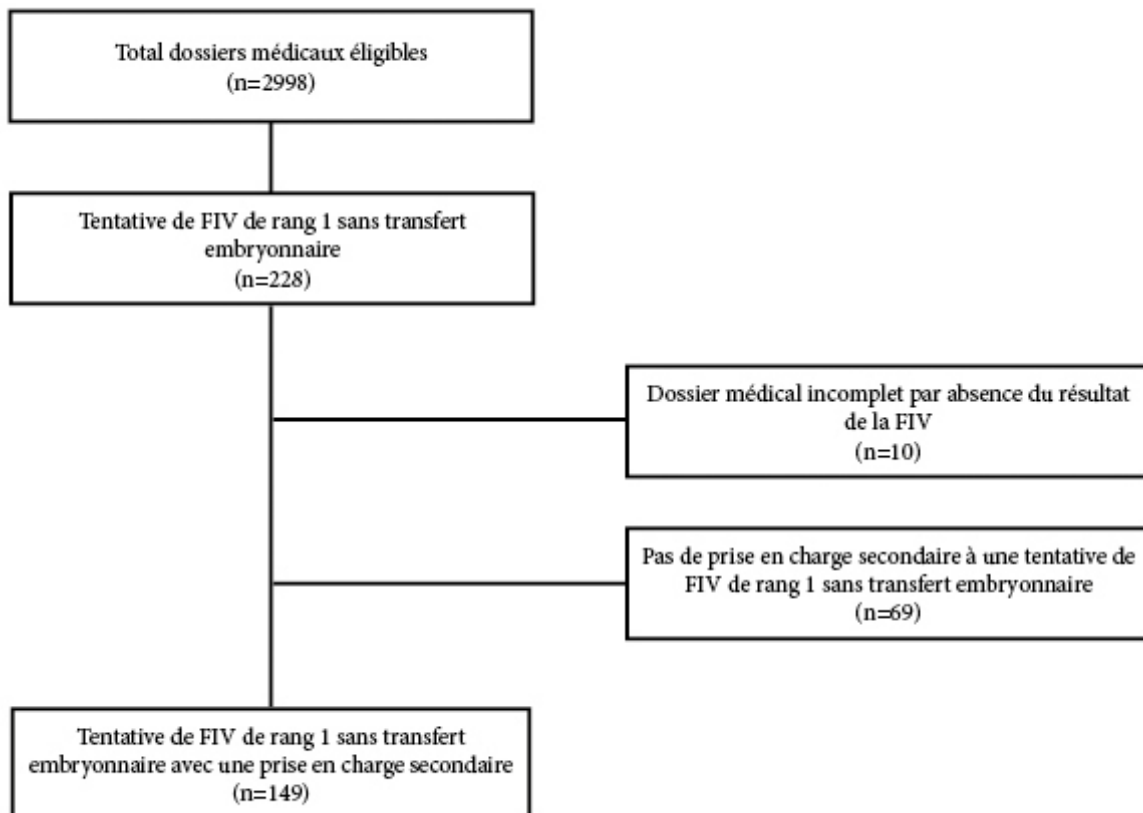 Total dossiers médicaux éligibles
(n=2998)
Tentative de FIV de rang 1 sans transfert
embryonnaire
(n=228)
Dossier médical incomplet par absence du résultat
de la FIV
(n=10)
Pas de prise en charge secondaire à une tentative de
FIV de rang 1 sans transfert embryonnaire
(n=69)
Tentative de FIV de rang 1 sans transfert
embryonnaire avec une prise en charge secondaire
(n=149)